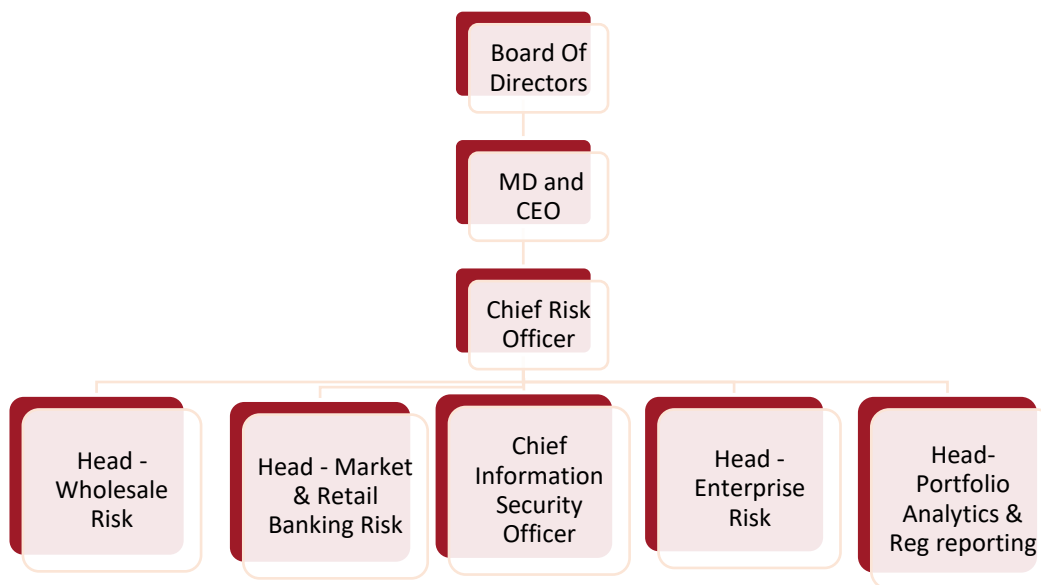 Board Of
Directors
MD and
CEO
Chief Risk
Officer
Head -
Wholesale
Risk
Head - Market
& Retail
Banking Risk
Chief
Information
Security
Officer
Head -
Enterprise
Risk
Head-
Portfolio
Analytics &
Reg reporting